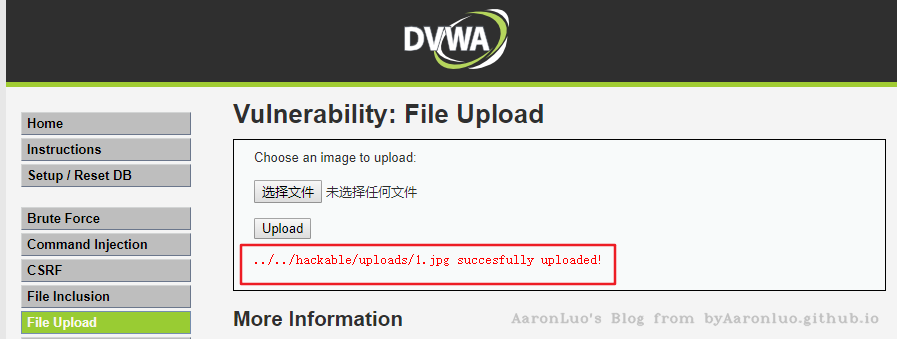 DVWA
Home
Instructions
Setup / Reset DB
Brute Force
Command Injection
CSRF
File Inclusion
File Upload
Vulnerability: File Upload
Choose an image to upload:
选择文件 未选择任何文件
Upload
../../hackable/uploads/1.jpg succesfully uploaded!
More Information
AaronLuo's Blog from byAaronluo.github.io